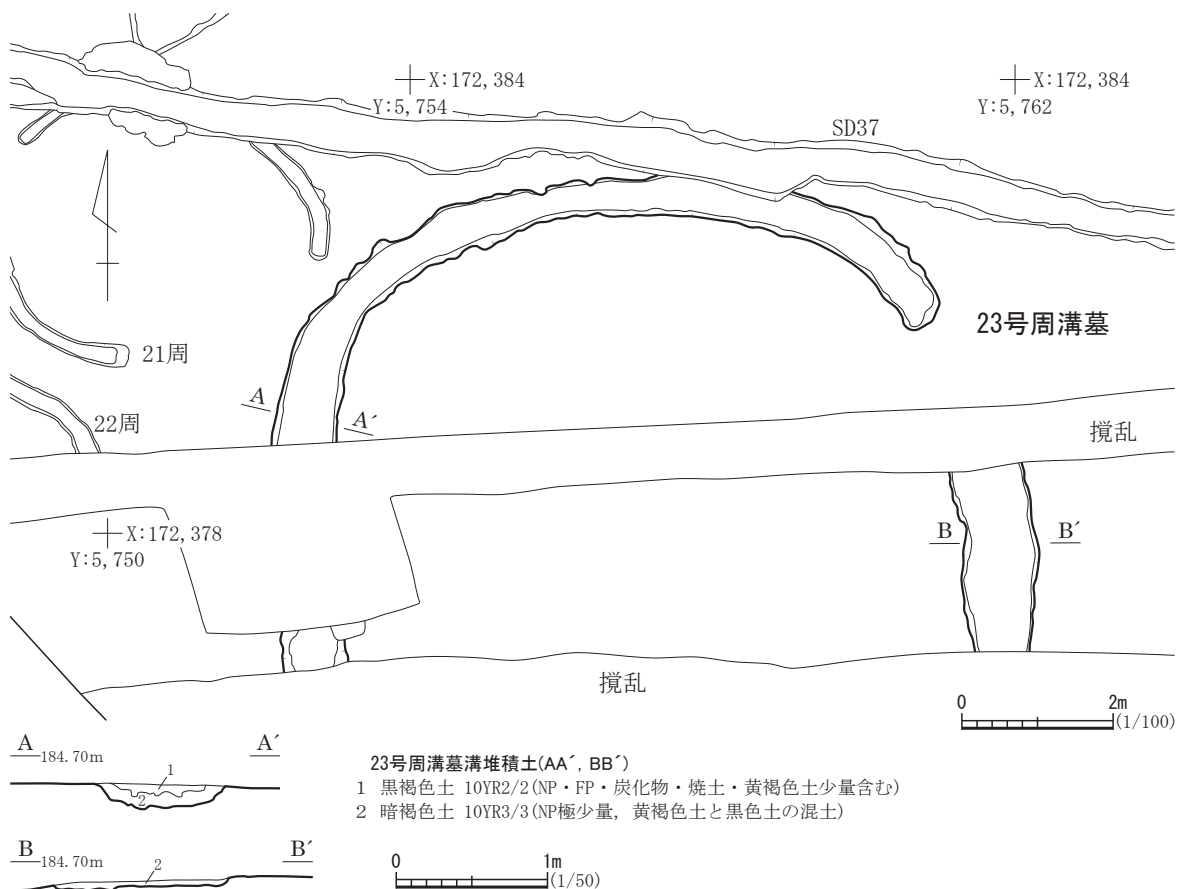 X:172,384
Y:5,754
X:172,384
Y:5,762
SD37
23号周溝墓
21周
22周
A
A´
撹乱
X:172,378
Y:5,750
B
B´
撹乱
0 2m
(1/100)
A 184.70m A´
1
2
B 184.70m B´
2
23号周溝墓溝堆積土(AA´, BB´)
1 黒褐色土 10YR2/2(NP・FP・炭化物・焼土・黄褐色土少量含む)
2 暗褐色土 10YR3/3(NP極少量, 黄褐色土と黒色土の混土)
0 1m
(1/50)